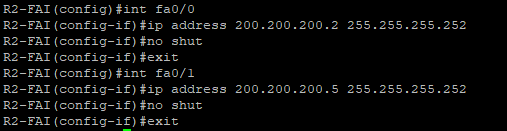 R2-FAI(config)#int fa0/0
R2-FAI(config-if)#ip address 200.200.200.2 255.255.255.252
R2-FAI(config-if)#no shut
R2-FAI(config-if)#exit
R2-FAI(config)#int fa0/1
R2-FAI(config-if)#ip address 200.200.200.5 255.255.255.252
R2-FAI(config-if)#no shut
R2-FAI(config-if)#exit